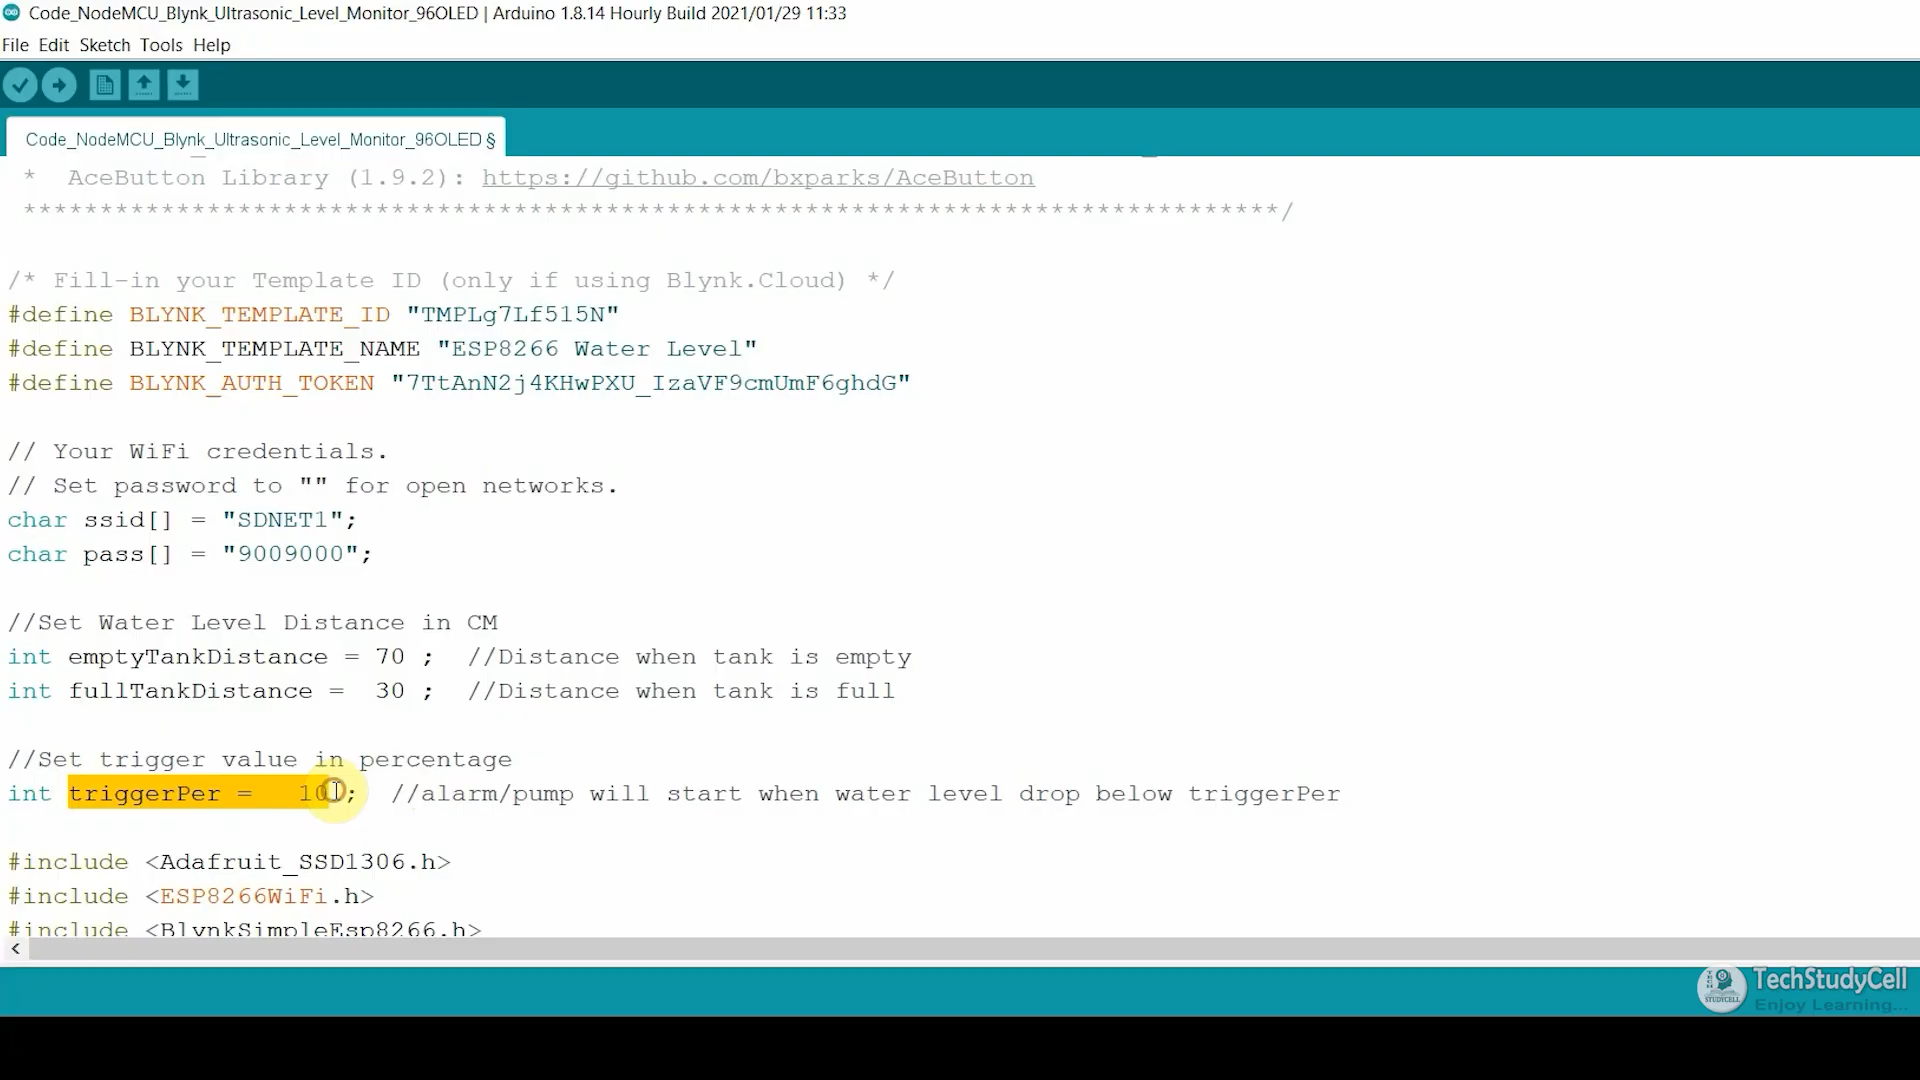 Code_NodeMCU_Blynk_Ultrasonic_Level_Monitor_96OLED | Arduino 1.8.14 Hourly Build 2021/01/29 11:33
File Edit Sketch Tools Help
Code_NodeMCU_Blynk_Ultrasonic_Level_Monitor_96OLED §
* AceButton Library (1.9.2): https://github.com/bxparks/AceButton
**********************************************************************************/
/* Fill-in your Template ID (only if using Blynk.Cloud) */
#define BLYNK_TEMPLATE_ID "TMPLg7Lf515N"
#define BLYNK_TEMPLATE_NAME "ESP8266 Water Level"
#define BLYNK_AUTH_TOKEN "7TtAnN2j4KHwPXU_IzaVF9cmUmF6ghdG"
// Your WiFi credentials.
// Set password to "" for open networks.
char ssid[] = "SDNET1";
char pass[] = "9009000";
//Set Water Level Distance in CM
int emptyTankDistance = 70 ;  //Distance when tank is empty
int fullTankDistance =  30 ;  //Distance when tank is full
//Set trigger value in percentage
int triggerPer =   10 ;  //alarm/pump will start when water level drop below triggerPer
#include <Adafruit_SSD1306.h>
#include <ESP8266WiFi.h>
#include <BlynkSimpleEsp8266.h>
TechStudyCell
Enjoy Learning...